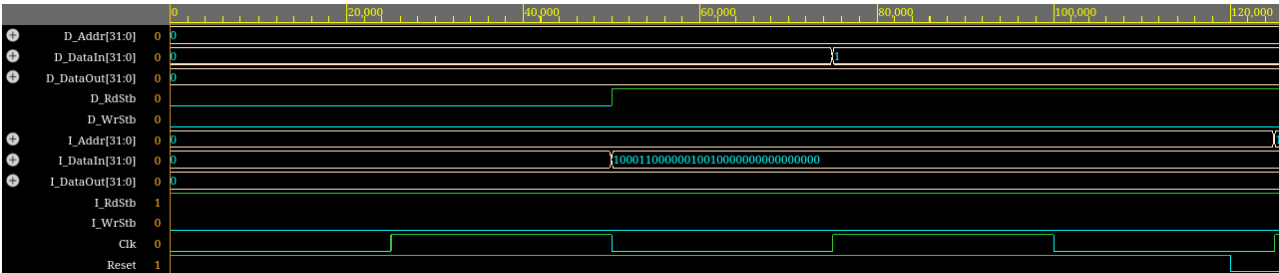 0 20,000 40,000 60,000 80,000 100,000 120,000
D_Addr[31:0] 0 0
D_DataIn[31:0] 0 0 1
D_DataOut[31:0] 0 0
D_RdStb 0
D_WrStb 0
I_Addr[31:0] 0 0
I_DataIn[31:0] 0 0 10001100000010010000000000000000
I_DataOut[31:0] 0 0
I_RdStb 1
I_WrStb 0
Clk 0
Reset 1